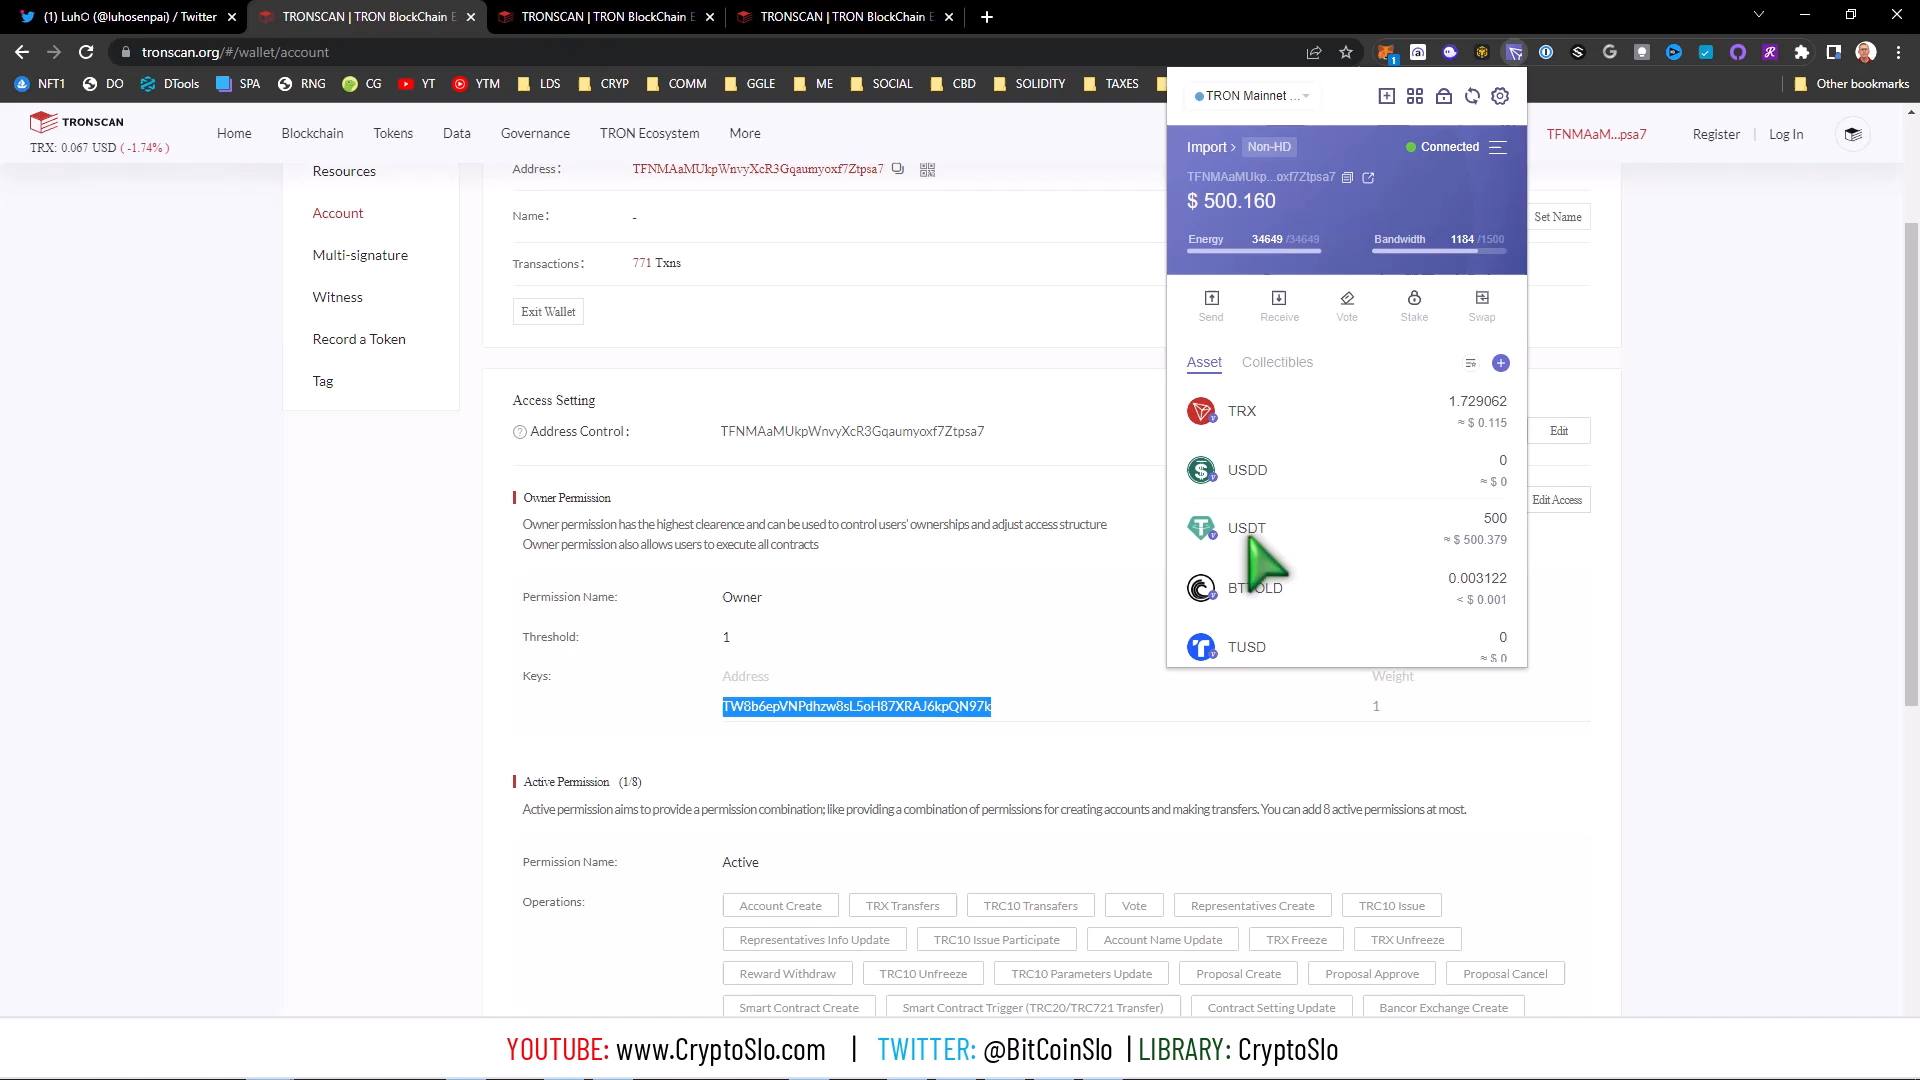 (1) LuhO (@luhosenpai) / Twitter
TRONSCAN | TRON BlockChain E
TRONSCAN | TRON BlockChain E
TRONSCAN | TRON BlockChain E
tronscan.org/#/wallet/account
1
NFT1 DO DTools SPA RNG CG YT YTM LDS CRYP COMM GGLE ME SOCIAL CBD SOLIDITY TAXES Other bookmarks
TRONSCAN
TRX: 0.067 USD ( -1.74% )
Home Blockchain Tokens Data Governance TRON Ecosystem More
TFNMAaM...psa7 Register | Log In
Resources
Account
Multi-signature
Witness
Record a Token
Tag
Address: TFNMAaMUkpWnvyXcR3Gqaumyoxf7Ztpsa7
Name: - Set Name
Transactions: 771 Txns
Exit Wallet
Access Setting
? Address Control: TFNMAaMUkpWnvyXcR3Gqaumyoxf7Ztpsa7 Edit
Owner Permission Edit Access
Owner permission has the highest clearence and can be used to control users' ownerships and adjust access structure
Owner permission also allows users to execute all contracts
Permission Name: Owner
Threshold: 1
Keys: Address Weight
TW8b6epVNPdhzw8sL5oH87XRAJ6kpQN97k 1
Active Permission (1/8)
Active permission aims to provide a permission combination; like providing a combination of permissions for creating accounts and making transfers. You can add 8 active permissions at most.
Permission Name: Active
Operations: Account Create TRX Transfers TRC10 Transafers Vote Representatives Create TRC10 Issue
Representatives Info Update TRC10 Issue Participate Account Name Update TRX Freeze TRX Unfreeze
Reward Withdraw TRC10 Unfreeze TRC10 Parameters Update Proposal Create Proposal Approve Proposal Cancel
Smart Contract Create Smart Contract Trigger (TRC20/TRC721 Transfer) Contract Setting Update Bancor Exchange Create
TRON Mainnet ...
Import > Non-HD Connected
TFNMAaMUkp...oxf7Ztpsa7
$ 500.160
Energy 34649 /34649 Bandwidth 1184 /1500
Send Receive Vote Stake Swap
Asset Collectibles
TRX 1.729062
≈ $ 0.115
USDD 0
≈ $ 0
USDT 500
≈ $ 500.379
BTTOLD 0.003122
< $ 0.001
TUSD 0
≈ $ 0
YOUTUBE: www.CryptoSlo.com | TWITTER: @BitCoinSlo | LIBRARY: CryptoSlo